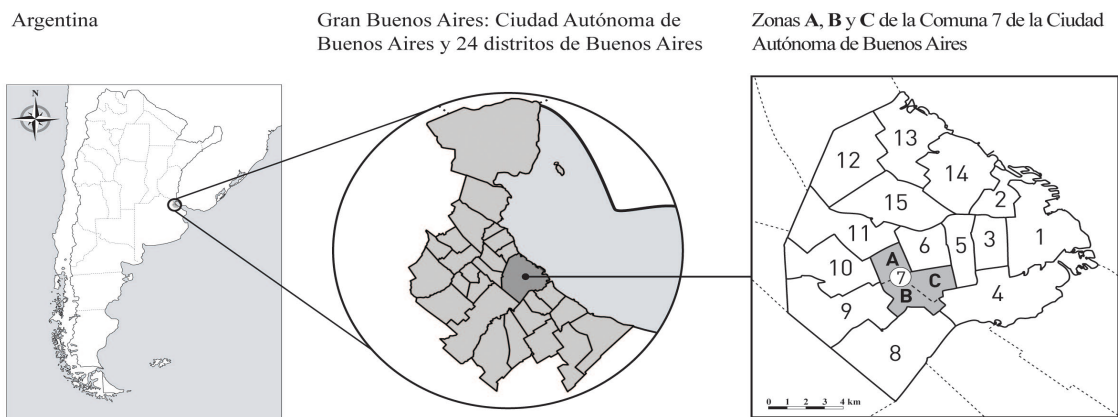 Argentina
Gran Buenos Aires: Ciudad Autónoma de
Buenos Aires y 24 distritos de Buenos Aires
Zonas A, B y C de la Comuna 7 de la Ciudad
Autónoma de Buenos Aires
13
12
14
2
15
11
6
5
3
1
A
10
7
C
B
4
9
8
0 1 2 3 4 km